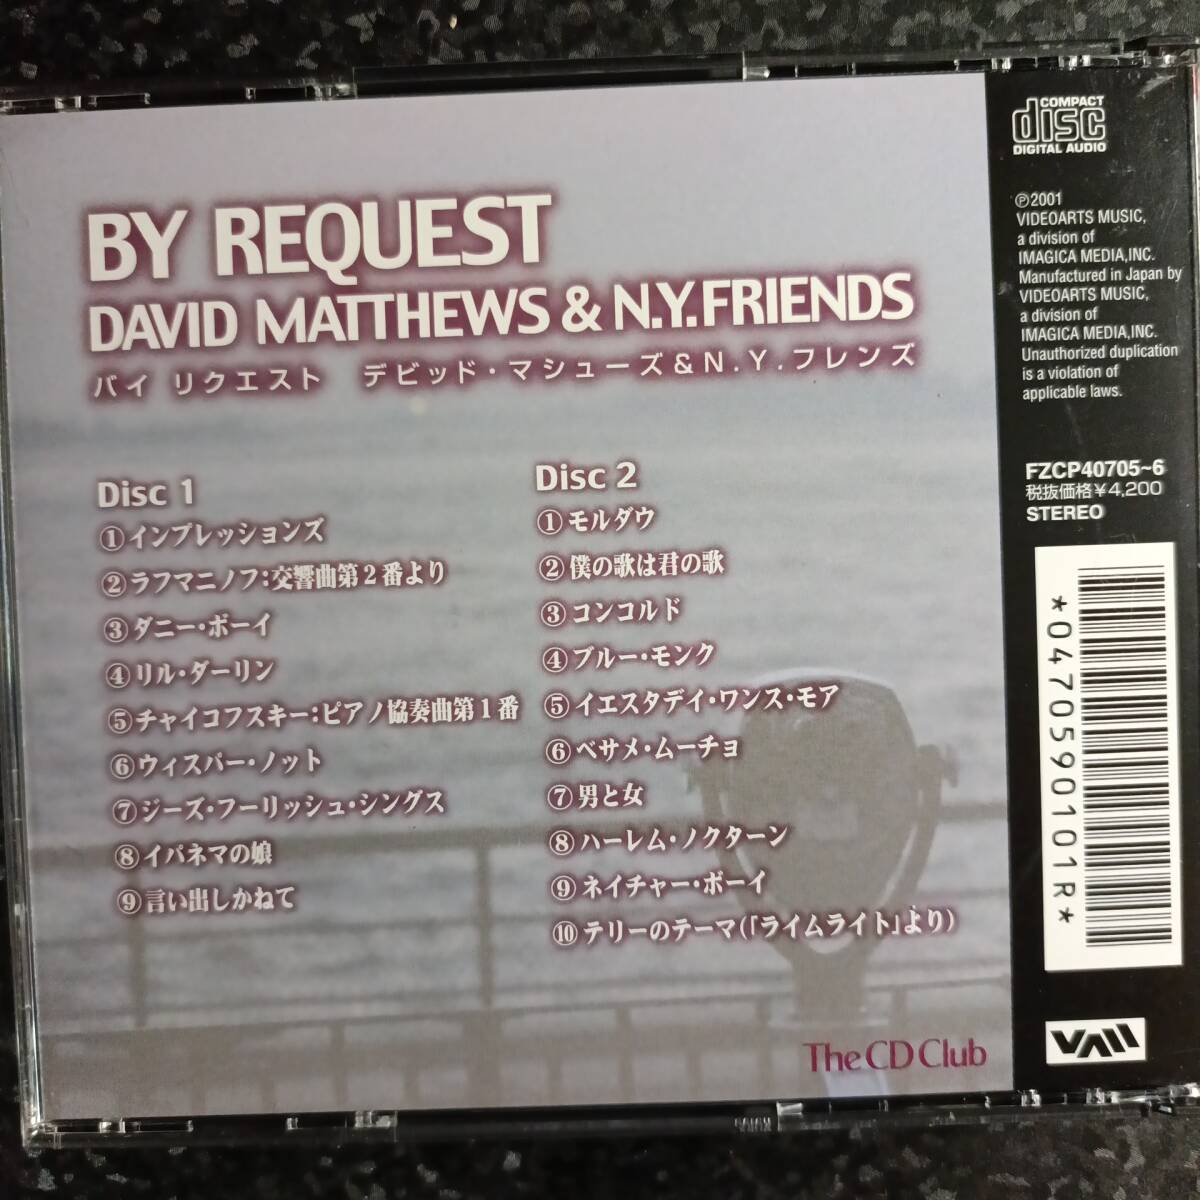 BY REQUEST
DAVID MATTHEWS & N.Y.FRIENDS
バイ リクエスト デビッド・マシューズ&N.Y.フレンズ
Disc 1
①インプレッションズ
②ラフマニノフ:交響曲第2番より
③ダニー・ボーイ
④リル・ダーリン
⑤チャイコフスキー:ピアノ協奏曲第1番
⑥ウィスパー・ノット
⑦ジーズ・フーリッシュ・シングス
⑧イパネマの娘
⑨言い出しかねて
Disc 2
①モルダウ
②僕の歌は君の歌
③コンコルド
④ブルー・モンク
⑤イエスタデイ・ワンス・モア
⑥ベサメ・ムーチョ
⑦男と女
⑧ハーレム・ノクターン
⑨ネイチャー・ボーイ
⑩テリーのテーマ(「ライムライト」より)
The CD Club
COMPACT
disc
DIGITAL AUDIO
℗2001
VIDEOARTS MUSIC,
a division of
IMAGICA MEDIA,INC.
Manufactured in Japan by
VIDEOARTS MUSIC,
a division of
IMAGICA MEDIA,INC.
Unauthorized duplication
is a violation of
applicable laws.
FZCP40705~6
税抜価格¥4,200
STEREO
*0470590101R*
VAM